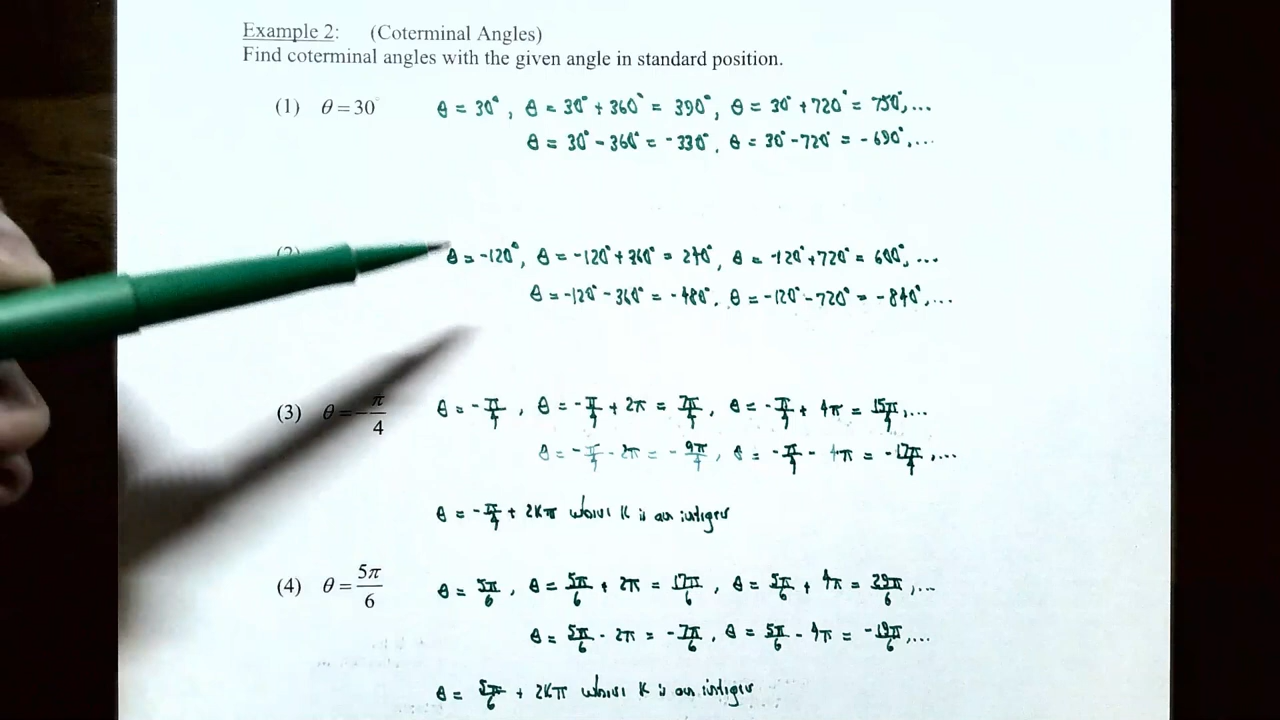 Example 2: (Coterminal Angles)
Find coterminal angles with the given angle in standard position.
(1) θ = 30° θ = 30°, θ = 30° + 360° = 390°, θ = 30° + 720° = 750°, ...
θ = 30° - 360° = -330°, θ = 30° - 720° = -690°, ...
θ = -120°, θ = -120° + 360° = 240°, θ = -120° + 720° = 600°, ...
θ = -120° - 360° = -480°, θ = -120° - 720° = -840°, ...
(3) θ = -π/4 θ = -π/4, θ = -π/4 + 2π = 7π/4, θ = -π/4 + 4π = 15π/4, ...
θ = -π/4 - 2π = -9π/4, θ = -π/4 - 4π = -17π/4, ...
θ = -π/4 + 2kπ where k is an integer
(4) θ = 5π/6 θ = 5π/6, θ = 5π/6 + 2π = 17π/6, θ = 5π/6 + 4π = 29π/6, ...
θ = 5π/6 - 2π = -7π/6, θ = 5π/6 - 4π = -19π/6, ...
θ = 5π/6 + 2kπ where k is an integer